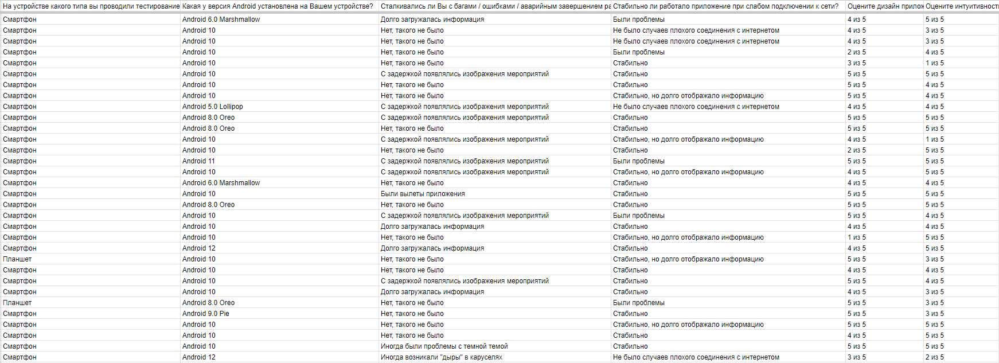 На устройстве какого типа вы проводили тестирование Какая у версия Android установлена на Вашем устройстве? Сталкивались ли Вы с багами / ошибками / аварийным завершением ра Стабильно ли работало приложение при слабом подключении к сети? Оцените дизайн прилож Оцените интуитивност
Смартфон Android 6.0 Marshmallow Долго загружалась информация Были проблемы 4 из 5 5 из 5
Смартфон Android 10 Нет, такого не было Не было случаев плохого соединения с интернетом 4 из 5 3 из 5
Смартфон Android 10 Нет, такого не было Не было случаев плохого соединения с интернетом 4 из 5 3 из 5
Смартфон Android 10 Нет, такого не было Были проблемы 2 из 5 4 из 5
Смартфон Android 10 Нет, такого не было Стабильно 3 из 5 1 из 5
Смартфон Android 10 С задержкой появлялись изображения мероприятий Стабильно 5 из 5 5 из 5
Смартфон Android 10 Нет, такого не было Стабильно 5 из 5 4 из 5
Смартфон Android 10 Нет, такого не было Стабильно, но долго отображало информацию 5 из 5 4 из 5
Смартфон Android 5.0 Lollipop С задержкой появлялись изображения мероприятий Не было случаев плохого соединения с интернетом 4 из 5 4 из 5
Смартфон Android 8.0 Oreo С задержкой появлялись изображения мероприятий Стабильно 5 из 5 5 из 5
Смартфон Android 8.0 Oreo Нет, такого не было Стабильно 5 из 5 5 из 5
Смартфон Android 10 С задержкой появлялись изображения мероприятий Стабильно, но долго отображало информацию 4 из 5 1 из 5
Смартфон Android 10 Нет, такого не было Стабильно 2 из 5 5 из 5
Смартфон Android 11 С задержкой появлялись изображения мероприятий Были проблемы 5 из 5 5 из 5
Смартфон Android 10 С задержкой появлялись изображения мероприятий Стабильно, но долго отображало информацию 4 из 5 5 из 5
Смартфон Android 6.0 Marshmallow Нет, такого не было Стабильно 4 из 5 4 из 5
Смартфон Android 10 Были вылеты приложения Стабильно 5 из 5 5 из 5
Смартфон Android 8.0 Oreo Нет, такого не было Стабильно 5 из 5 5 из 5
Смартфон Android 10 С задержкой появлялись изображения мероприятий Были проблемы 5 из 5 4 из 5
Смартфон Android 10 Долго загружалась информация Стабильно 4 из 5 4 из 5
Смартфон Android 10 Нет, такого не было Стабильно, но долго отображало информацию 1 из 5 5 из 5
Смартфон Android 12 Долго загружалась информация Стабильно 4 из 5 5 из 5
Планшет Android 10 Нет, такого не было Стабильно, но долго отображало информацию 5 из 5 3 из 5
Смартфон Android 10 Нет, такого не было Стабильно 4 из 5 4 из 5
Смартфон Android 10 С задержкой появлялись изображения мероприятий Стабильно 5 из 5 4 из 5
Смартфон Android 10 Долго загружалась информация Стабильно 4 из 5 3 из 5
Планшет Android 8.0 Oreo Нет, такого не было Были проблемы 5 из 5 3 из 5
Смартфон Android 9.0 Pie Нет, такого не было Стабильно 5 из 5 3 из 5
Смартфон Android 10 Нет, такого не было Стабильно, но долго отображало информацию 5 из 5 5 из 5
Смартфон Android 10 Нет, такого не было Стабильно 4 из 5 5 из 5
Смартфон Android 10 Иногда были проблемы с темной темой Стабильно 5 из 5 5 из 5
Смартфон Android 12 Иногда возникали "дыры" в каруселях Не было случаев плохого соединения с интернетом 3 из 5 2 из 5